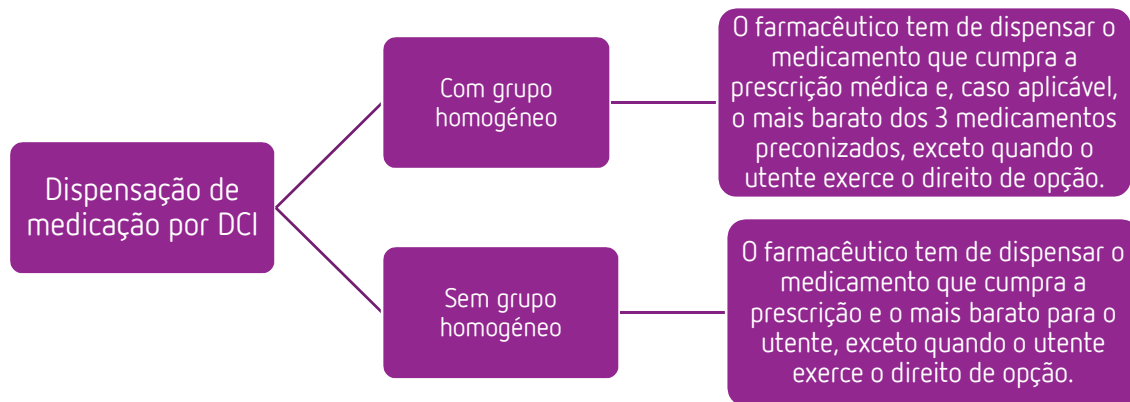 Dispensação de
medicação por DCI
Com grupo
homogéneo
O farmacêutico tem de dispensar o
medicamento que cumpra a
prescrição médica e, caso aplicável,
o mais barato dos 3 medicamentos
preconizados, exceto quando o
utente exerce o direito de opção.
Sem grupo
homogéneo
O farmacêutico tem de dispensar o
medicamento que cumpra a
prescrição e o mais barato para o
utente, exceto quando o utente
exerce o direito de opção.